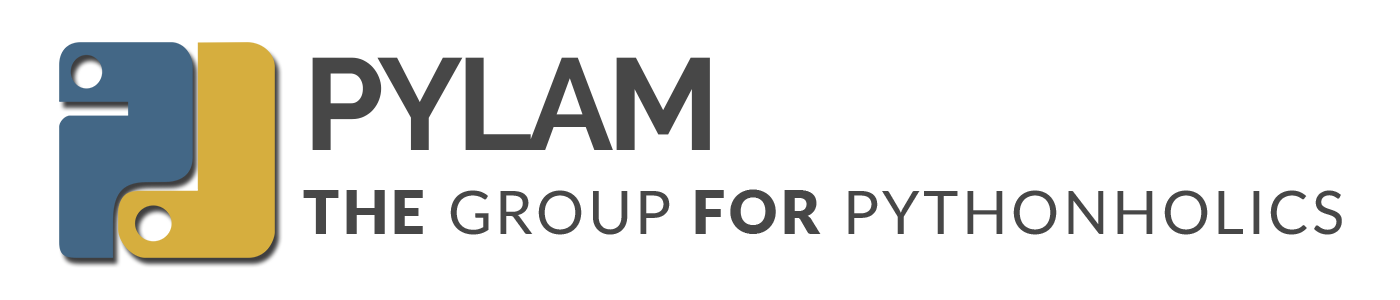 PYLAM
THE GROUP FOR PYTHONHOLICS